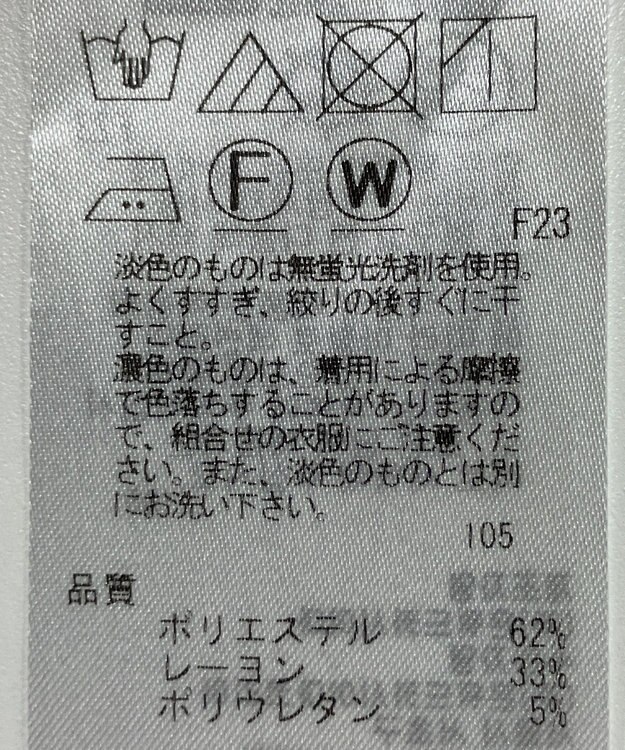 F
W
F23
淡色のものは無蛍光洗剤を使用。
よくすすぎ、絞りの後すぐに干
すこと。
濃色のものは、着用による摩擦
で色落ちすることがありますの
で、組合せの衣服にご注意くだ
さい。また、淡色のものとは別
にお洗い下さい。
105
品質
ポリエステル 62%
レーヨン 33%
ポリウレタン 5%